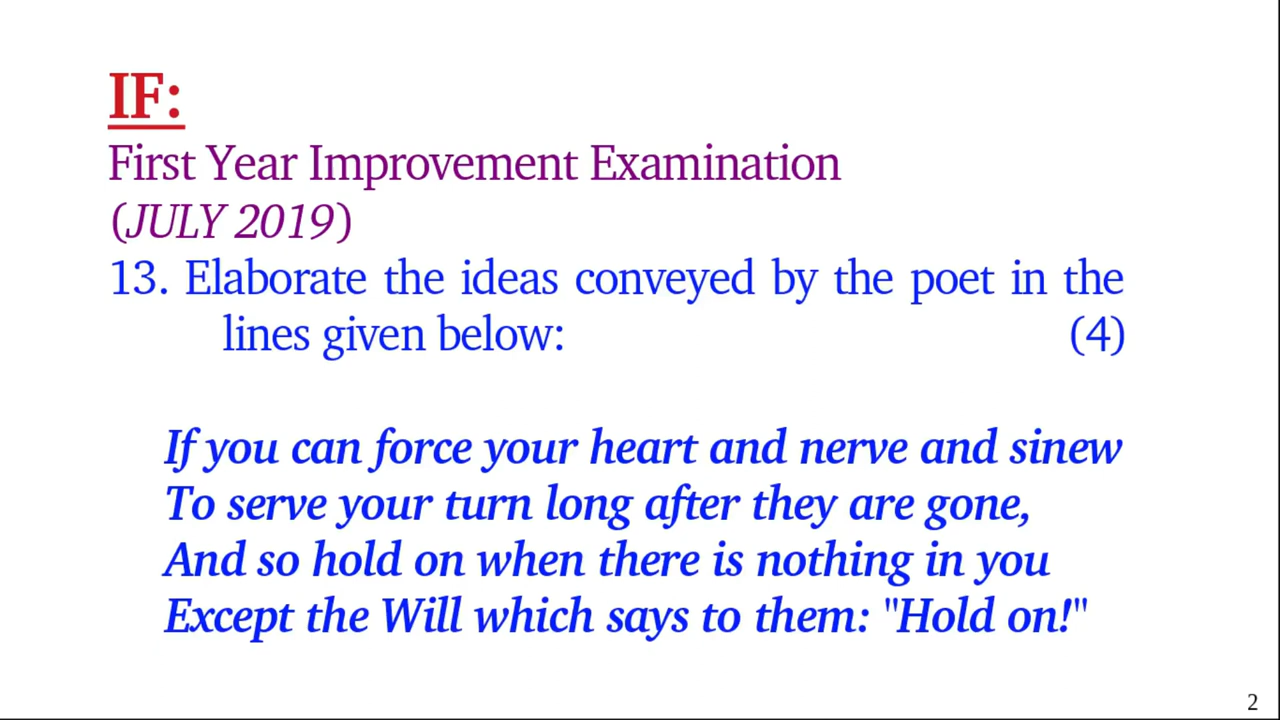 IF:
First Year Improvement Examination
(JULY 2019)
13. Elaborate the ideas conveyed by the poet in the
lines given below: (4)
If you can force your heart and nerve and sinew
To serve your turn long after they are gone,
And so hold on when there is nothing in you
Except the Will which says to them: "Hold on!"
2